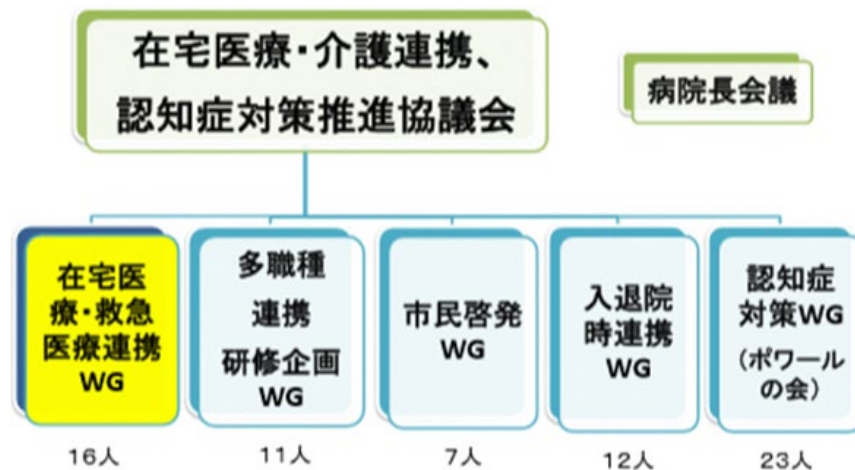 在宅医療・介護連携、
認知症対策推進協議会
病院長会議
在宅医
療・救急
医療連携
WG
多職種
連携
研修企画
WG
市民啓発
WG
入退院
時連携
WG
認知症
対策WG
（ポワール
の会）
16人
11人
7人
12人
23人